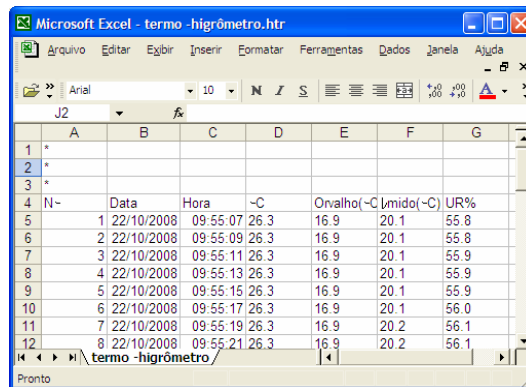 Microsoft Excel - termo -higrômetro.htr
Arquivo Editar Exibir Inserir Formatar Ferramentas Dados Janela Ajuda
Arial 10 N I S A
J2 fx
A B C D E F G
1 *
2 *
3 *
4 N~ Data Hora ~C Orvalho(~C Úmido(~C) UR%
5 1 22/10/2008 09:55:07 26.3 16.9 20.1 55.8
6 2 22/10/2008 09:55:09 26.3 16.9 20.1 55.8
7 3 22/10/2008 09:55:11 26.3 16.9 20.1 55.9
8 4 22/10/2008 09:55:13 26.3 16.9 20.1 55.9
9 5 22/10/2008 09:55:15 26.3 16.9 20.1 55.9
10 6 22/10/2008 09:55:17 26.3 16.9 20.1 56.0
11 7 22/10/2008 09:55:19 26.3 16.9 20.2 56.1
12 8 22/10/2008 09:55:21 26.3 16.9 20.2 56.1
termo -higrômetro
Pronto